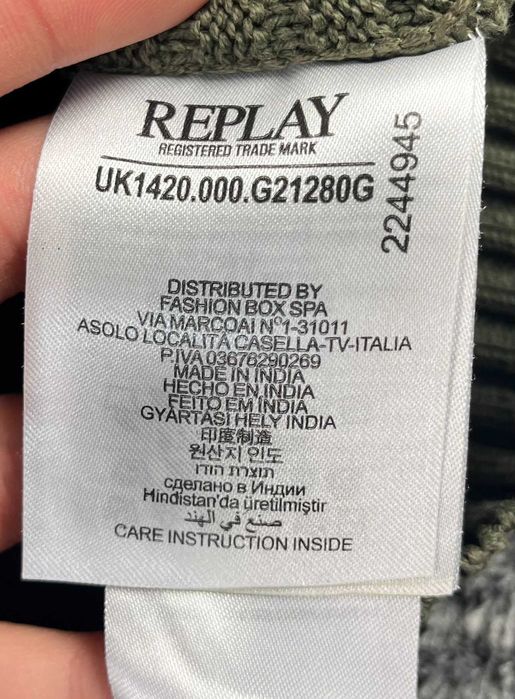 REPLAY
REGISTERED TRADE MARK
UK1420.000.G21280G
2244945
DISTRIBUTED BY
FASHION BOX SPA
VIA MARCOAI N°1-31011
ASOLO LOCALITÀ CASELLA-TV-ITALIA
P.IVA 03676290269
MADE IN INDIA
HECHO EN INDIA
FEITO EM INDIA
GYÁRTÁSI HELY INDIA
印度制造
원산지 인도
תוצרת הודו
сделано в Индии
Hindistan'da üretilmiştir
صنع في الهند
CARE INSTRUCTION INSIDE